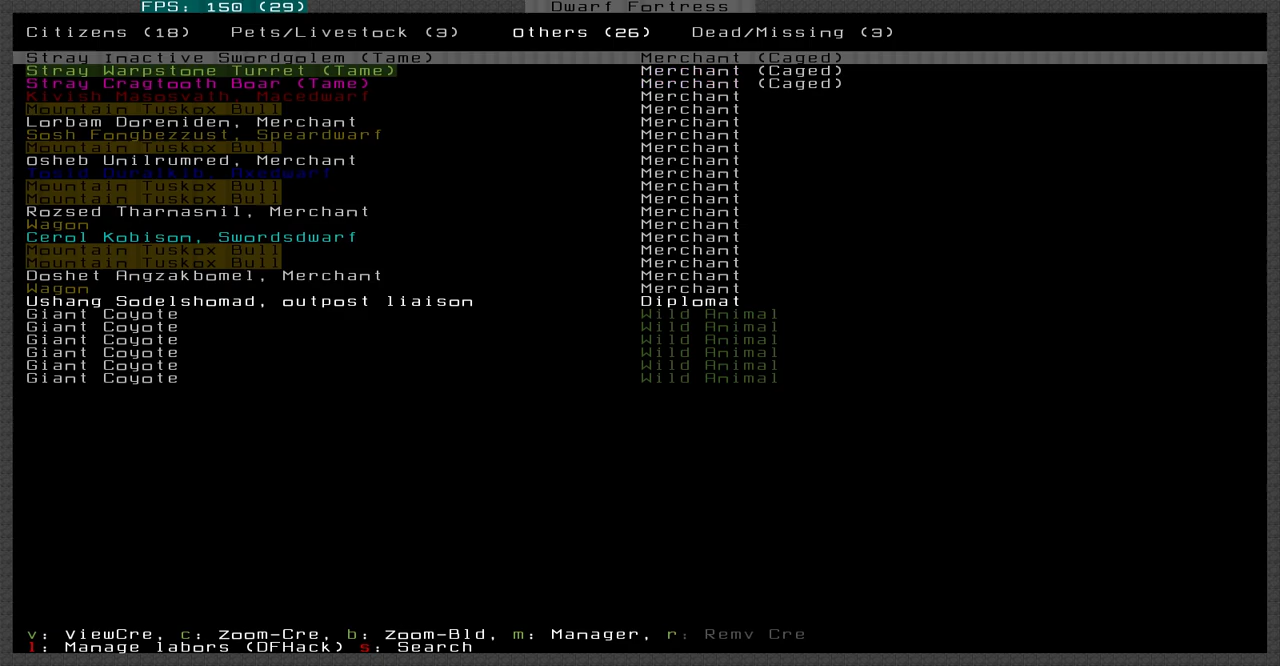 FPS: 150 (29) Dwarf Fortress
Citizens (18) Pets/Livestock (3) Others (26) Dead/Missing (3)
Stray Inactive Swordgolem (Tame) Merchant (Caged)
Stray Warpstone Turret (Tame) Merchant (Caged)
Stray Cragtooth Boar (Tame) Merchant (Caged)
Kivish Masosvath, Macedwarf Merchant
Mountain Tuskox Bull Merchant
Lorbam Doreniden, Merchant Merchant
Sosh Fongbezzust, Speardwarf Merchant
Mountain Tuskox Bull Merchant
Osheb Unilrumred, Merchant Merchant
Axedwarf Merchant
Mountain Tuskox Bull Merchant
Mountain Tuskox Bull Merchant
Rozsed Tharnasnil, Merchant Merchant
Wagon Merchant
Cerol Kobison, Swordsdwarf Merchant
Mountain Tuskox Bull Merchant
Mountain Tuskox Bull Merchant
Doshet Angzakbomel, Merchant Merchant
Wagon Merchant
Ushang Sodelshomad, outpost liaison Diplomat
Giant Coyote Wild Animal
Giant Coyote Wild Animal
Giant Coyote Wild Animal
Giant Coyote Wild Animal
Giant Coyote Wild Animal
Giant Coyote Wild Animal
v: ViewCre, c: Zoom-Cre, b: Zoom-Bld, m: Manager, r: Remv Cre
l: Manage labors (DFHack) s: Search